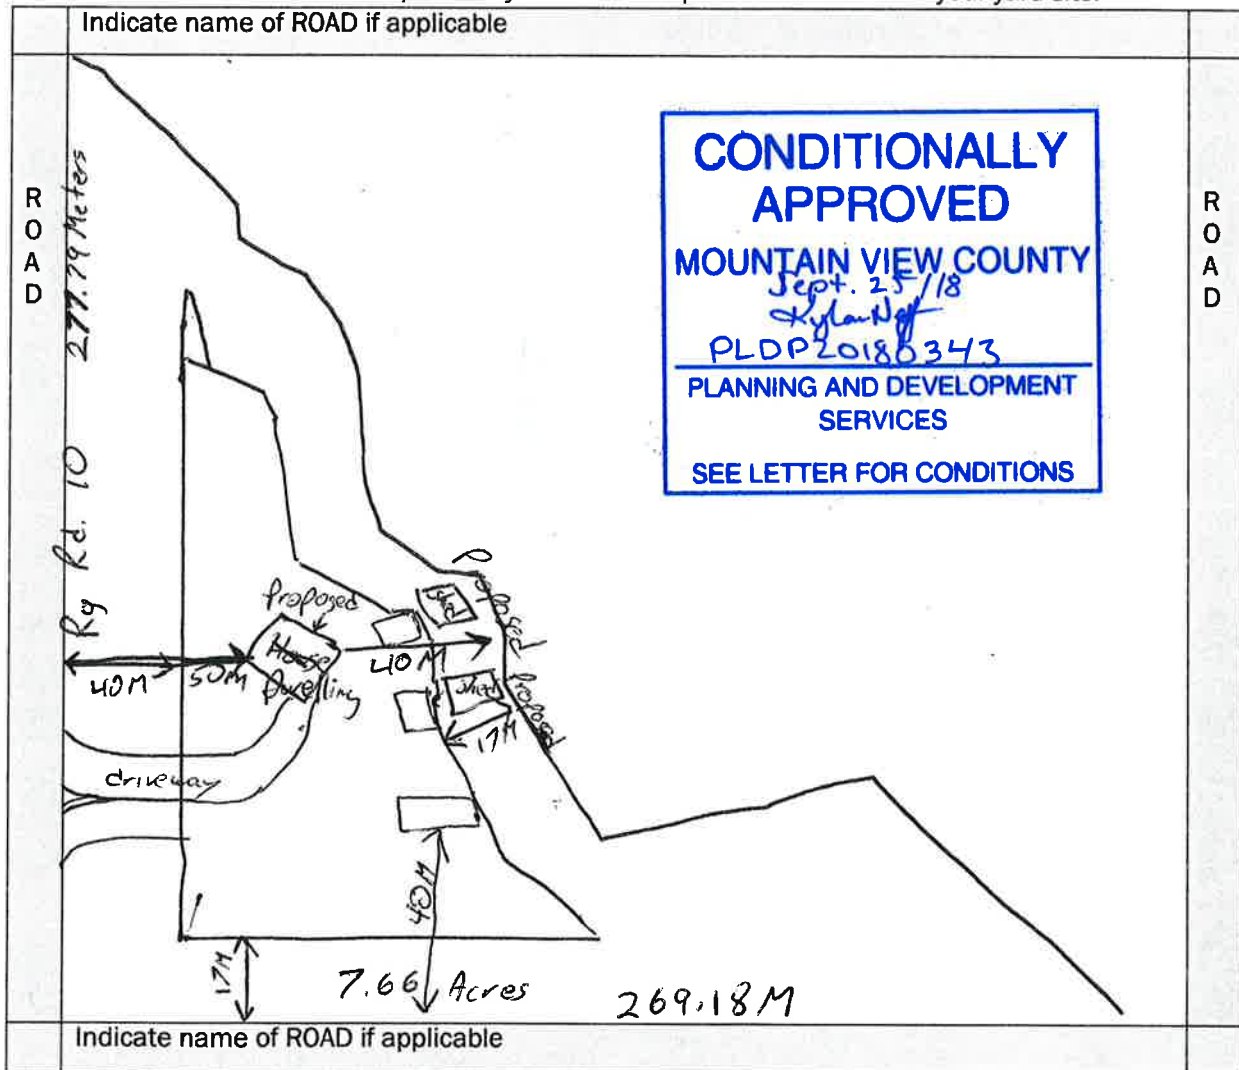 Indicate name of ROAD if applicable
ROAD
277.79 Meters
Rg Rd. 10
CONDITIONALLY
APPROVED
MOUNTAIN VIEW COUNTY
Sept. 25/18
PLDP20180343
PLANNING AND DEVELOPMENT
SERVICES
SEE LETTER FOR CONDITIONS
ROAD
Proposed
House
Dwelling
40M
50M
40M
Proposed
shed
shed
Proposed
17M
driveway
40M
17M
7.66 Acres
269.18M
Indicate name of ROAD if applicable